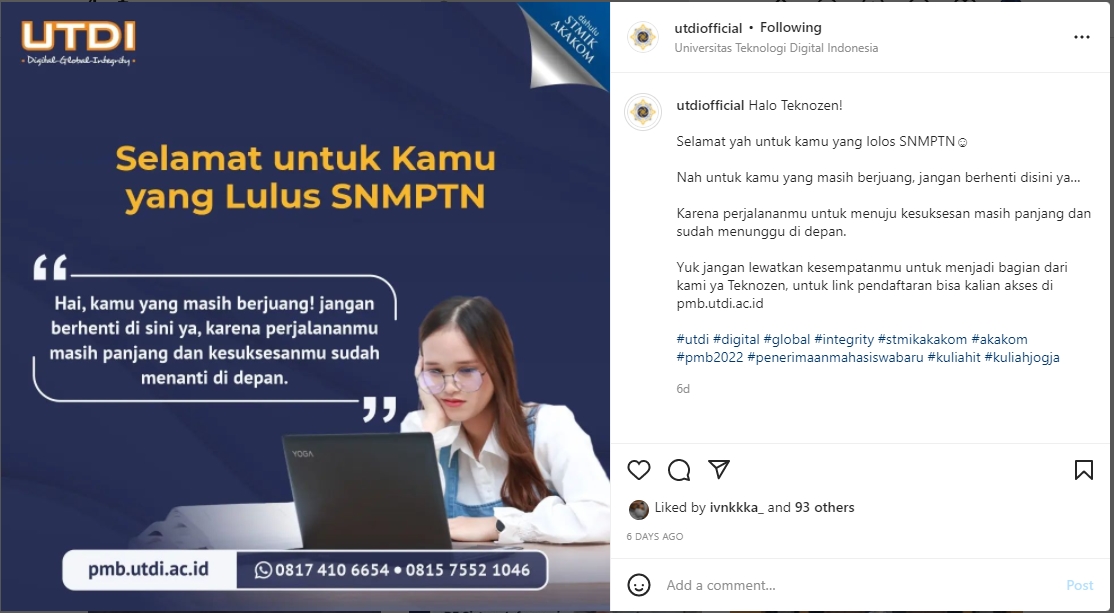 UTDI
• Digital-Global-Integrity •
dahulu
STMIK
AKAKOM
Selamat untuk Kamu
yang Lulus SNMPTN
“
Hai, kamu yang masih berjuang! jangan
berhenti di sini ya, karena perjalananmu
masih panjang dan kesuksesanmu sudah
menanti di depan.
”
YOGA
pmb.utdi.ac.id
0817 410 6654 • 0815 7552 1046
utdiofficial • Following
Universitas Teknologi Digital Indonesia
utdiofficial Halo Teknozen!
Selamat yah untuk kamu yang lolos SNMPTN☺
Nah untuk kamu yang masih berjuang, jangan berhenti disini ya...
Karena perjalananmu untuk menuju kesuksesan masih panjang dan
sudah menunggu di depan.
Yuk jangan lewatkan kesempatanmu untuk menjadi bagian dari
kami ya Teknozen, untuk link pendaftaran bisa kalian akses di
pmb.utdi.ac.id
#utdi #digital #global #integrity #stmikakakom #akakom
#pmb2022 #penerimaanmahasiswabaru #kuliahit #kuliahjogja
6d
Liked by ivnkkka_ and 93 others
6 DAYS AGO
Add a comment...
Post